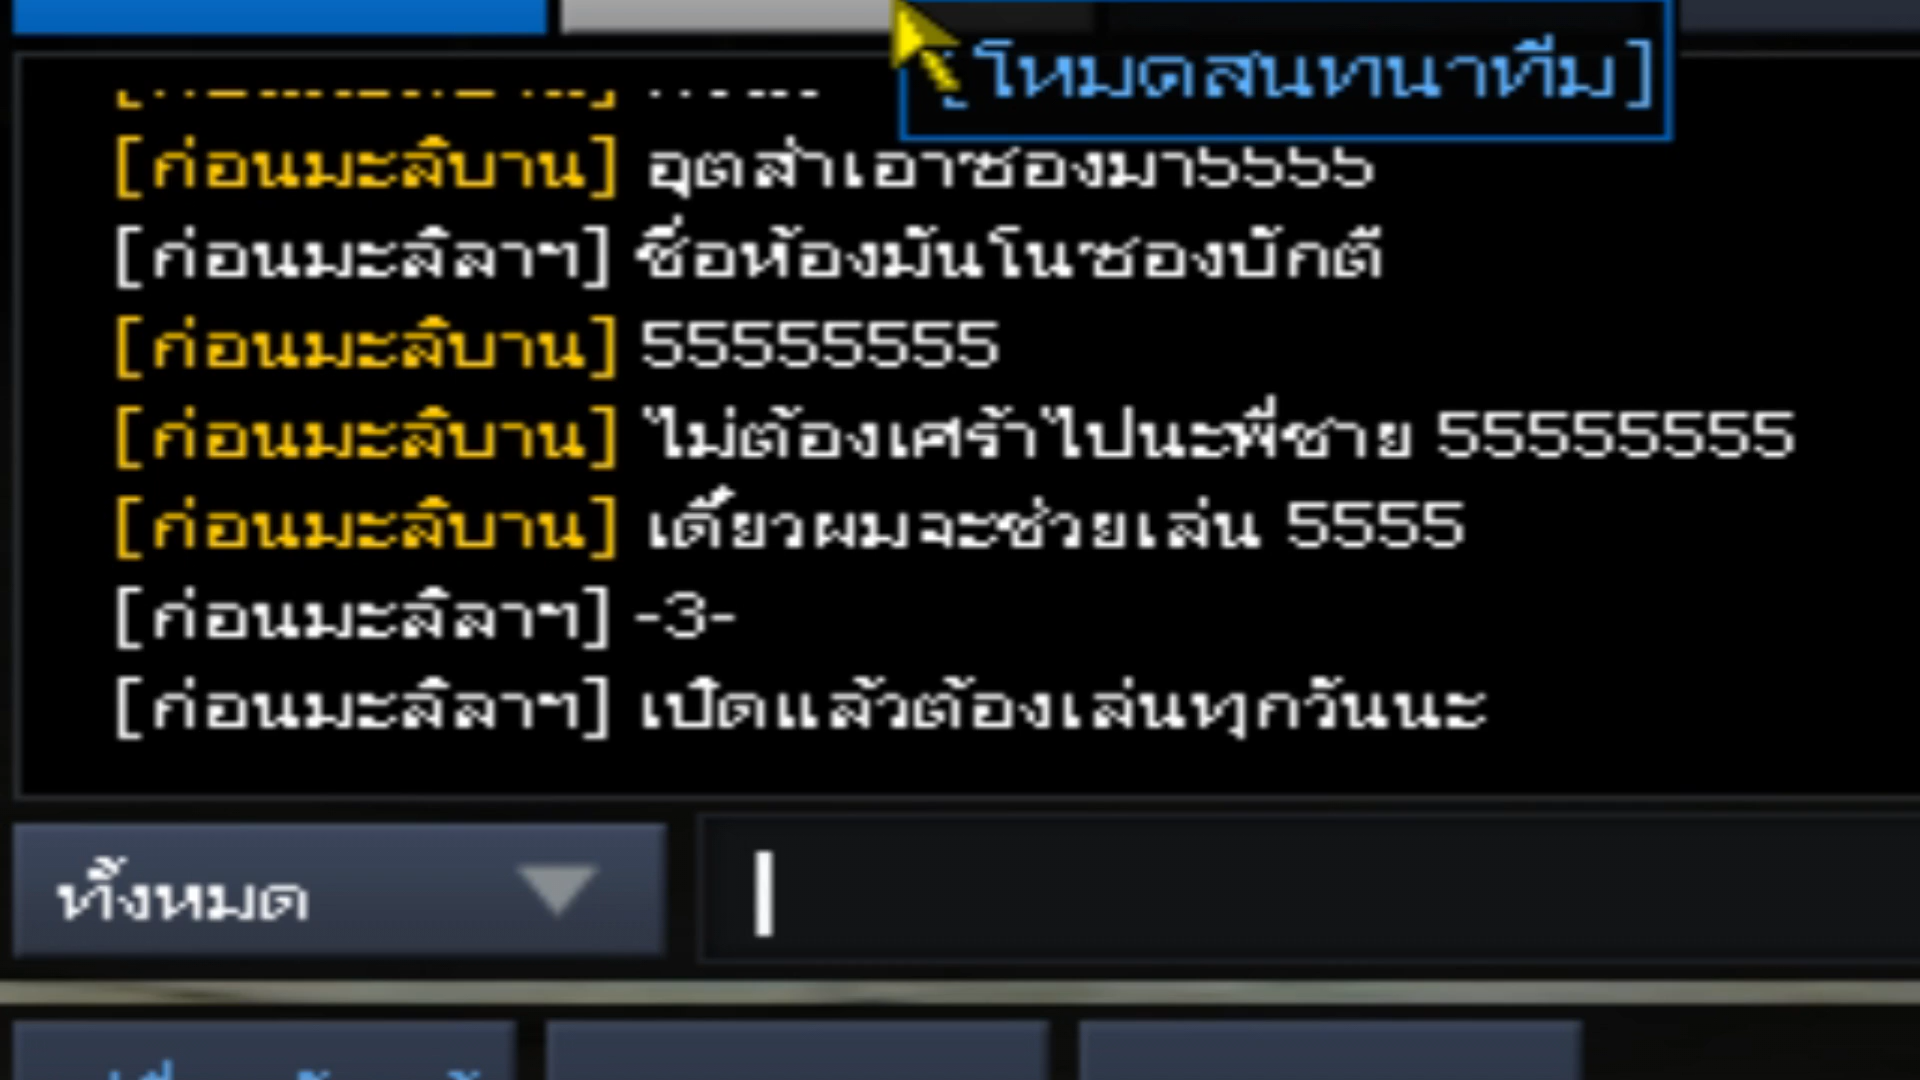 [โหมดสนทนาทีม]
[ก่อนมะลิบาน] อุตส่าเอาซองมา5555
[ก่อนมะลิลาฯ] ชื่อห้องมันโนซองบักตี
[ก่อนมะลิบาน] 55555555
[ก่อนมะลิบาน] ไม่ต้องเศร้าไปนะพี่ชาย 55555555
[ก่อนมะลิบาน] เดี๋ยวผมจะช่วยเล่น 5555
[ก่อนมะลิลาฯ] -3-
[ก่อนมะลิลาฯ] เปิดแล้วต้องเล่นทุกวันนะ
ทั้งหมด